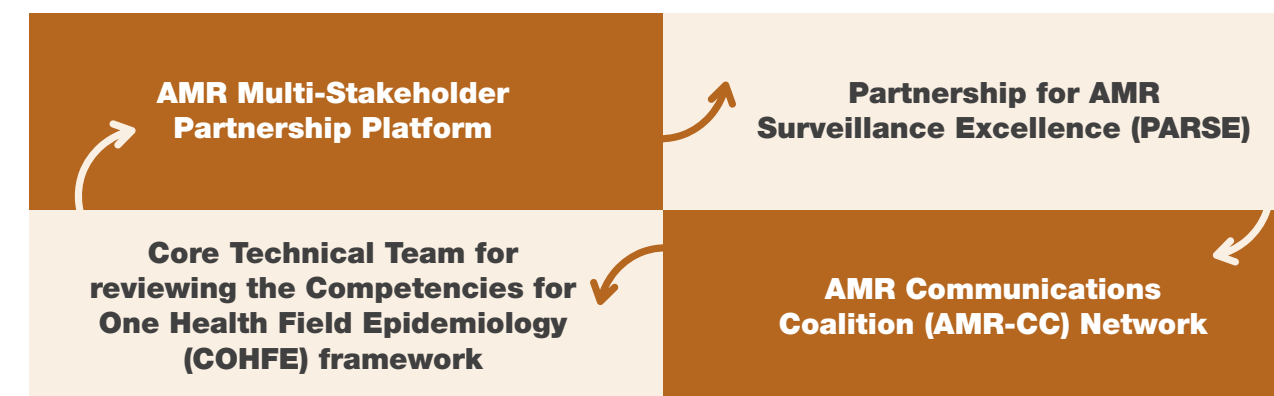 AMR Multi-Stakeholder
Partnership Platform
Partnership for AMR
Surveillance Excellence (PARSE)
Core Technical Team for
reviewing the Competencies for
One Health Field Epidemiology
(COHFE) framework
AMR Communications
Coalition (AMR-CC) Network